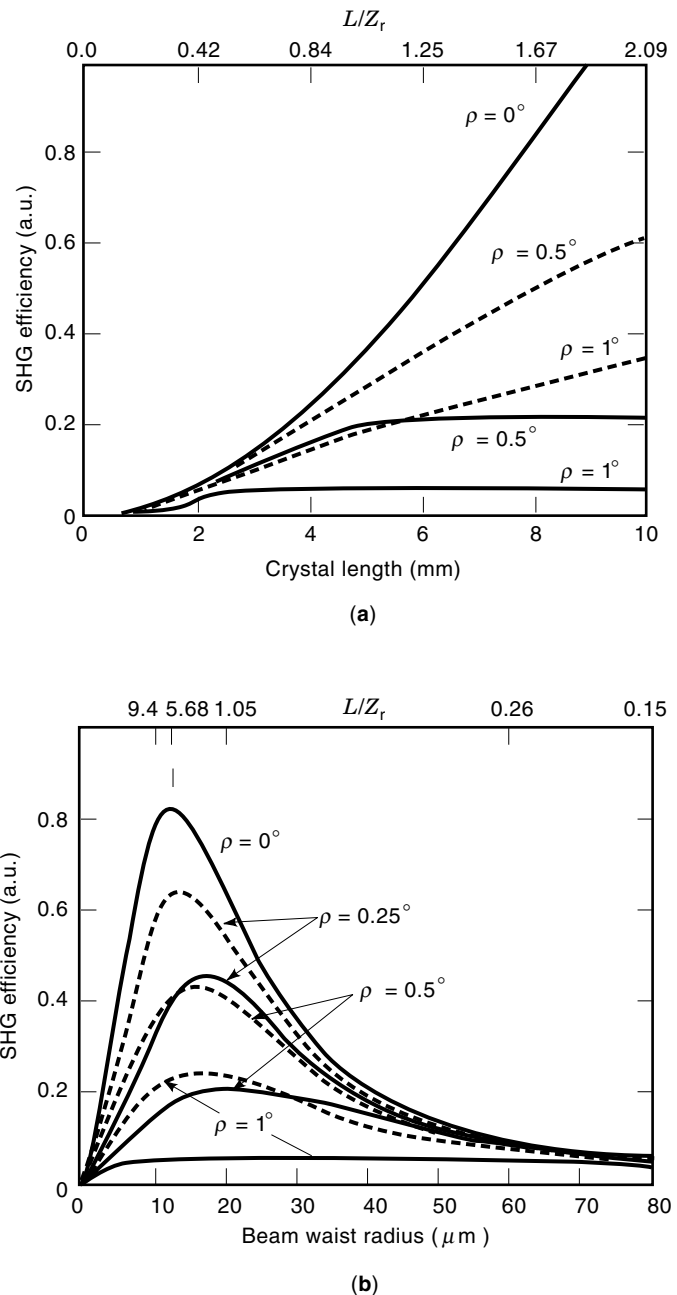 L/Zr
0.0 0.42 0.84 1.25 1.67 2.09
ρ = 0°
0.8
ρ = 0.5°
0.6
SHG efficiency (a.u.)
0.4
ρ = 1°
0.2
ρ = 0.5°
ρ = 1°
0
0 2 4 6 8 10
Crystal length (mm)
(a)
9.4 5.68 1.05 L/Zr 0.26 0.15
0.8
ρ = 0°
0.6
ρ = 0.25°
SHG efficiency (a.u.)
ρ = 0.5°
0.4
0.2
ρ = 1°
0
0 10 20 30 40 50 60 70 80
Beam waist radius (μm)
(b)